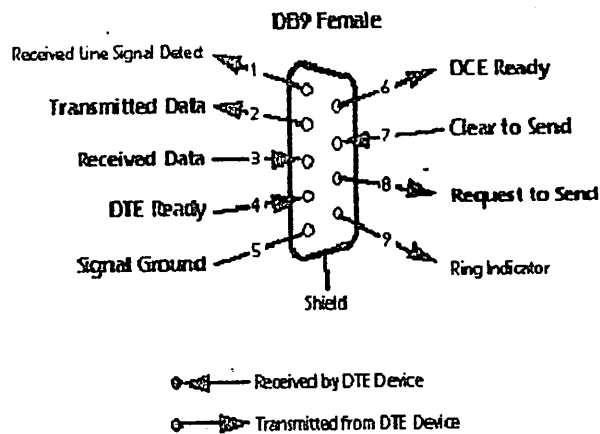 DB9 Female
Received Line Signal Detect
1
6
DCE Ready
Transmitted Data
2
7
Clear to Send
Received Data
3
8
Request to Send
DTE Ready
4
9
Ring Indicator
Signal Ground
5
Shield
Received by DTE Device
Transmitted from DTE Device